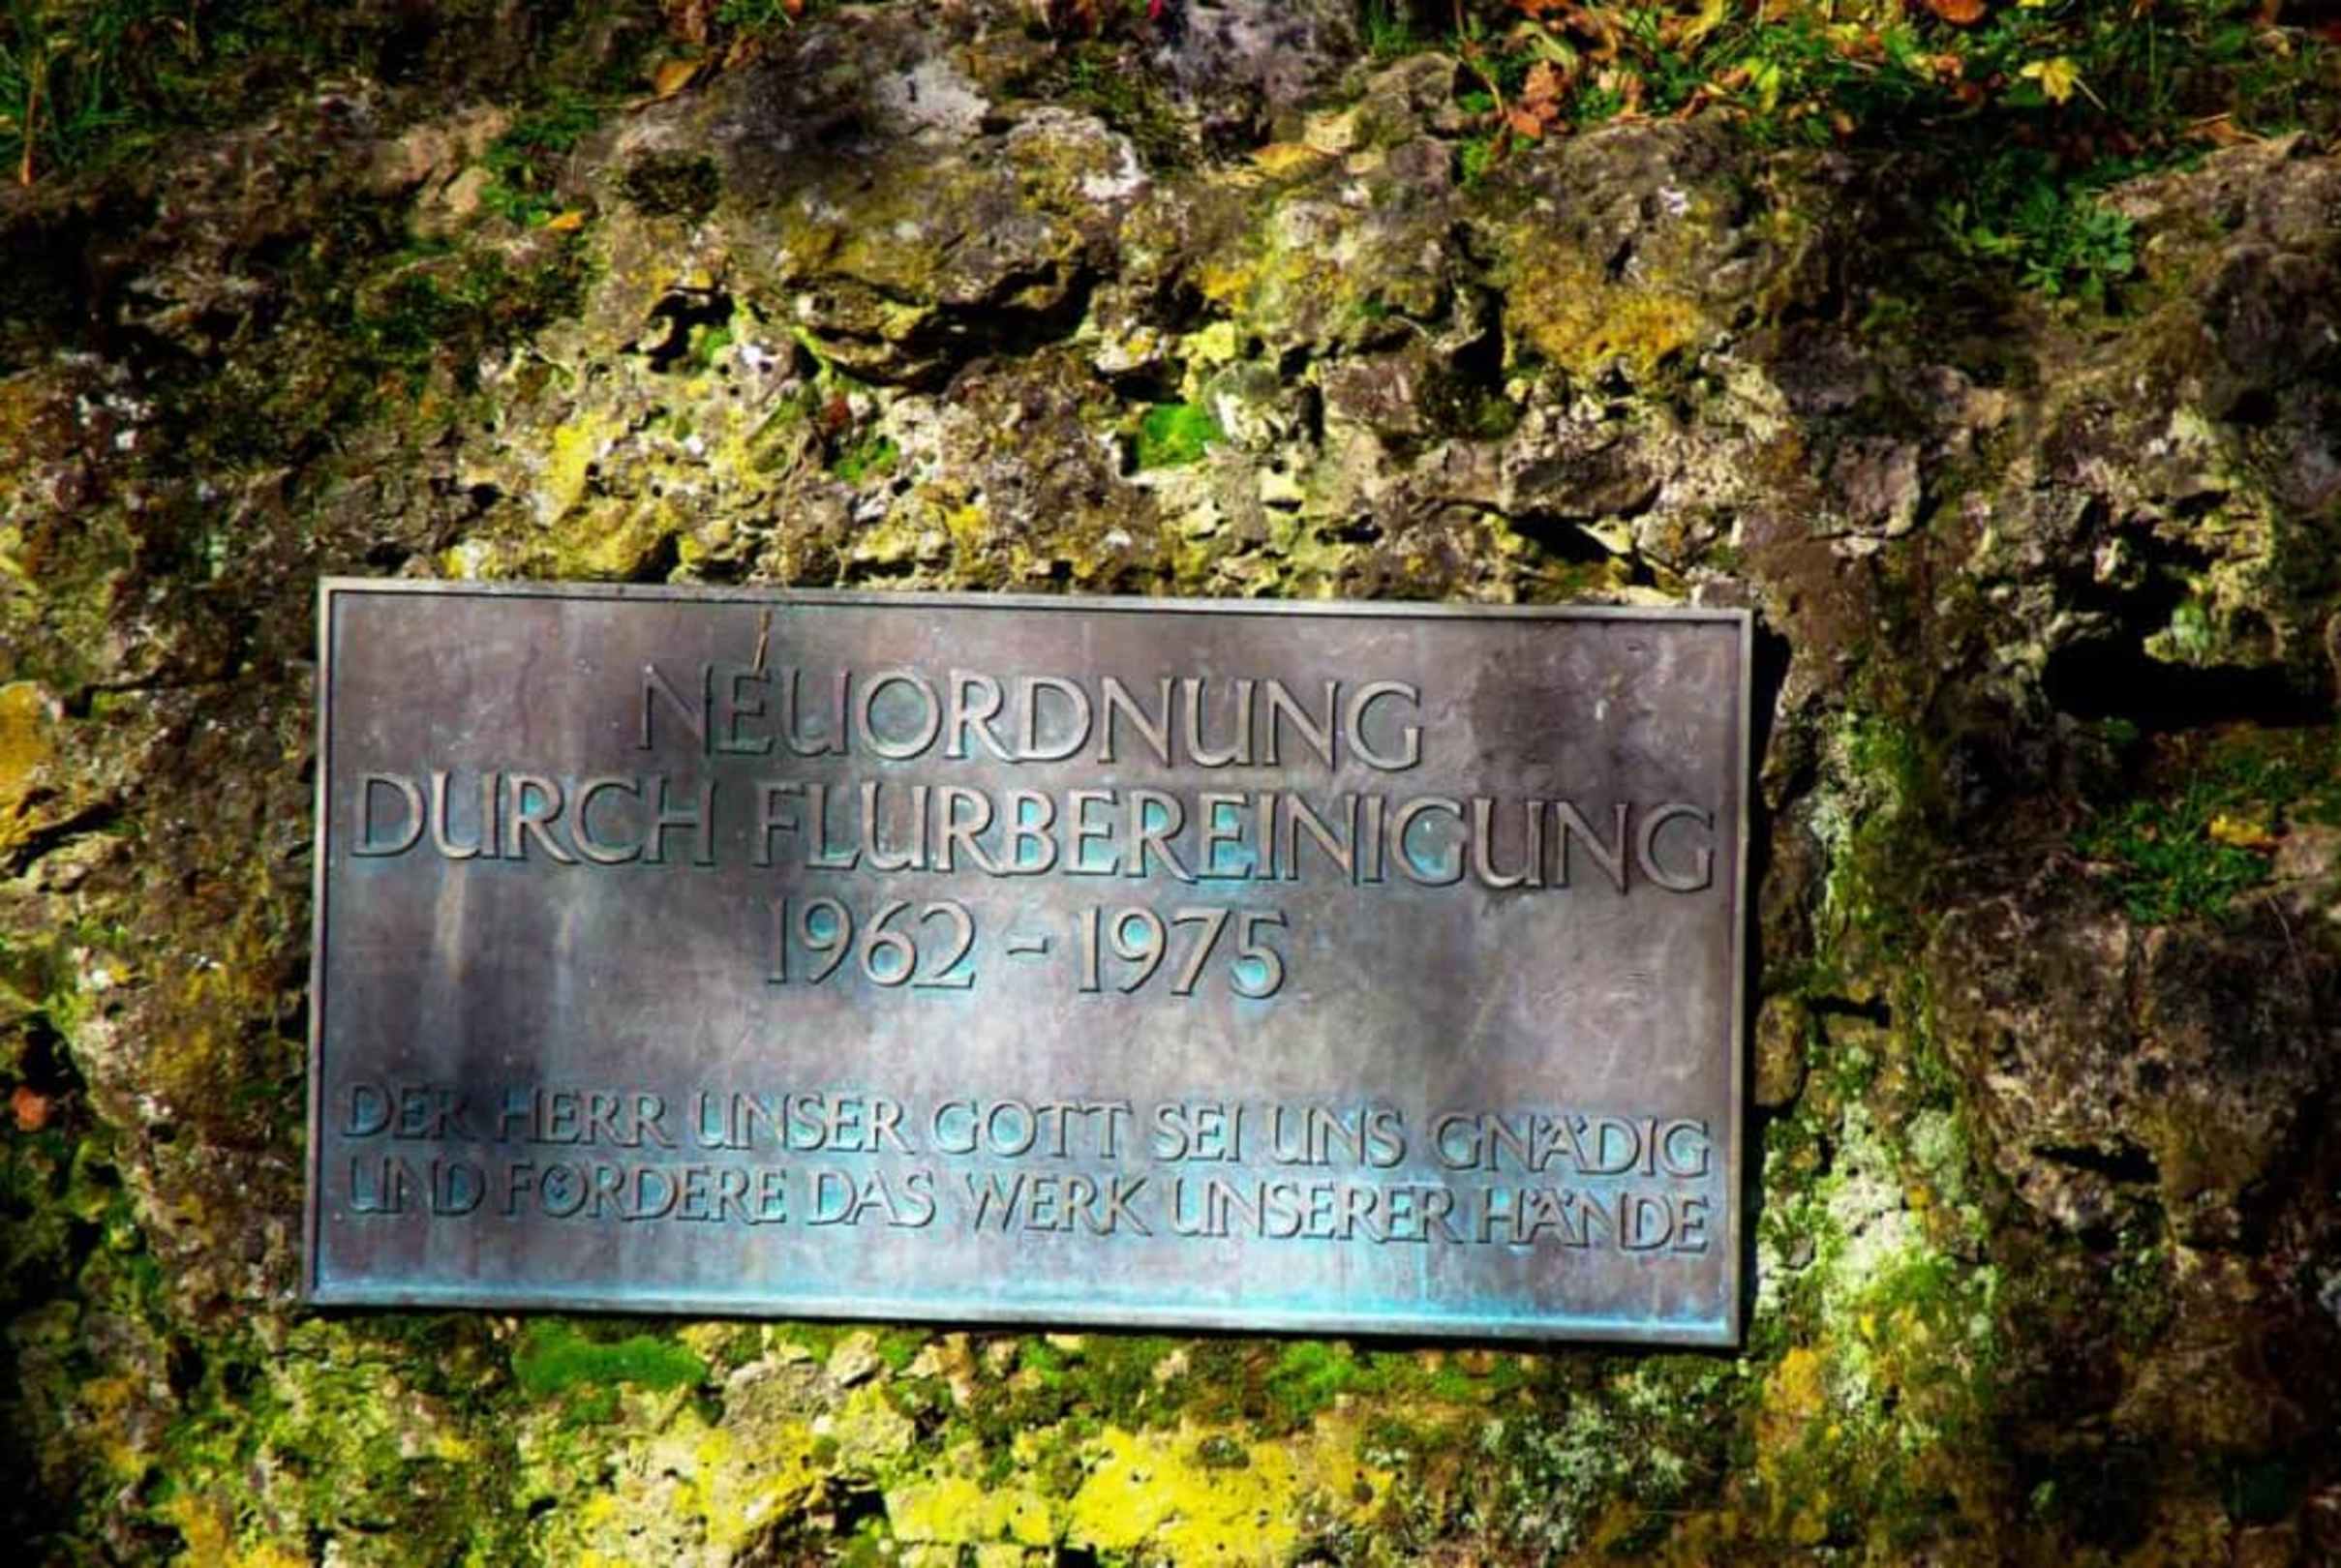 NEUORDNUNG
DURCH FLURBEREINIGUNG
1962 - 1975
DER HERR UNSER GOTT SEI UNS GNÄDIG
UND FÖRDERE DAS WERK UNSERER HÄNDE